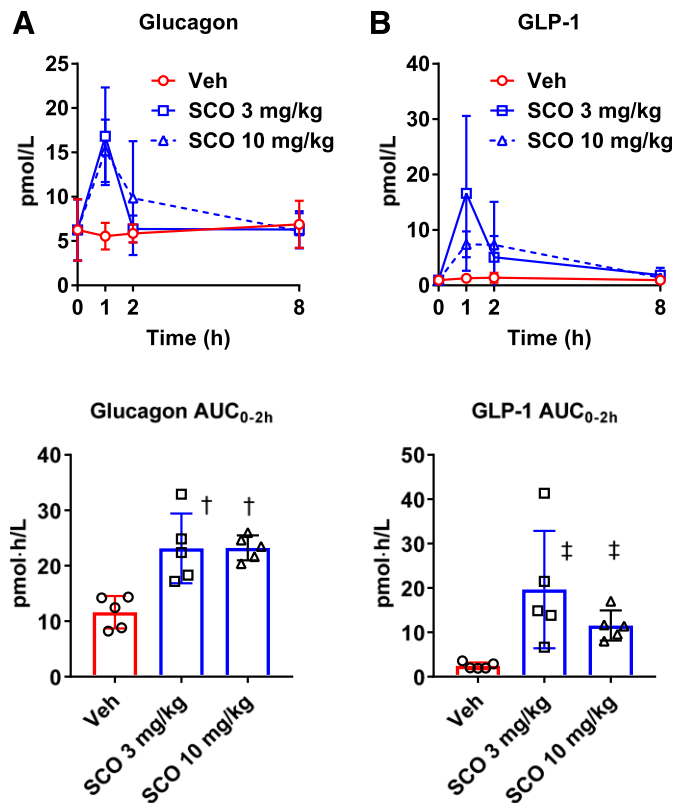 A
Glucagon
25
20
15
10
5
0
pmol/L
Veh
SCO 3 mg/kg
SCO 10 mg/kg
0 1 2 8
Time (h)
B
GLP-1
40
30
20
10
0
pmol/L
Veh
SCO 3 mg/kg
SCO 10 mg/kg
0 1 2 8
Time (h)
Glucagon AUC0-2h
40
30
20
10
0
pmol·h/L
† †
Veh
SCO 3 mg/kg
SCO 10 mg/kg
GLP-1 AUC0-2h
50
40
30
20
10
0
pmol·h/L
‡ ‡
Veh
SCO 3 mg/kg
SCO 10 mg/kg